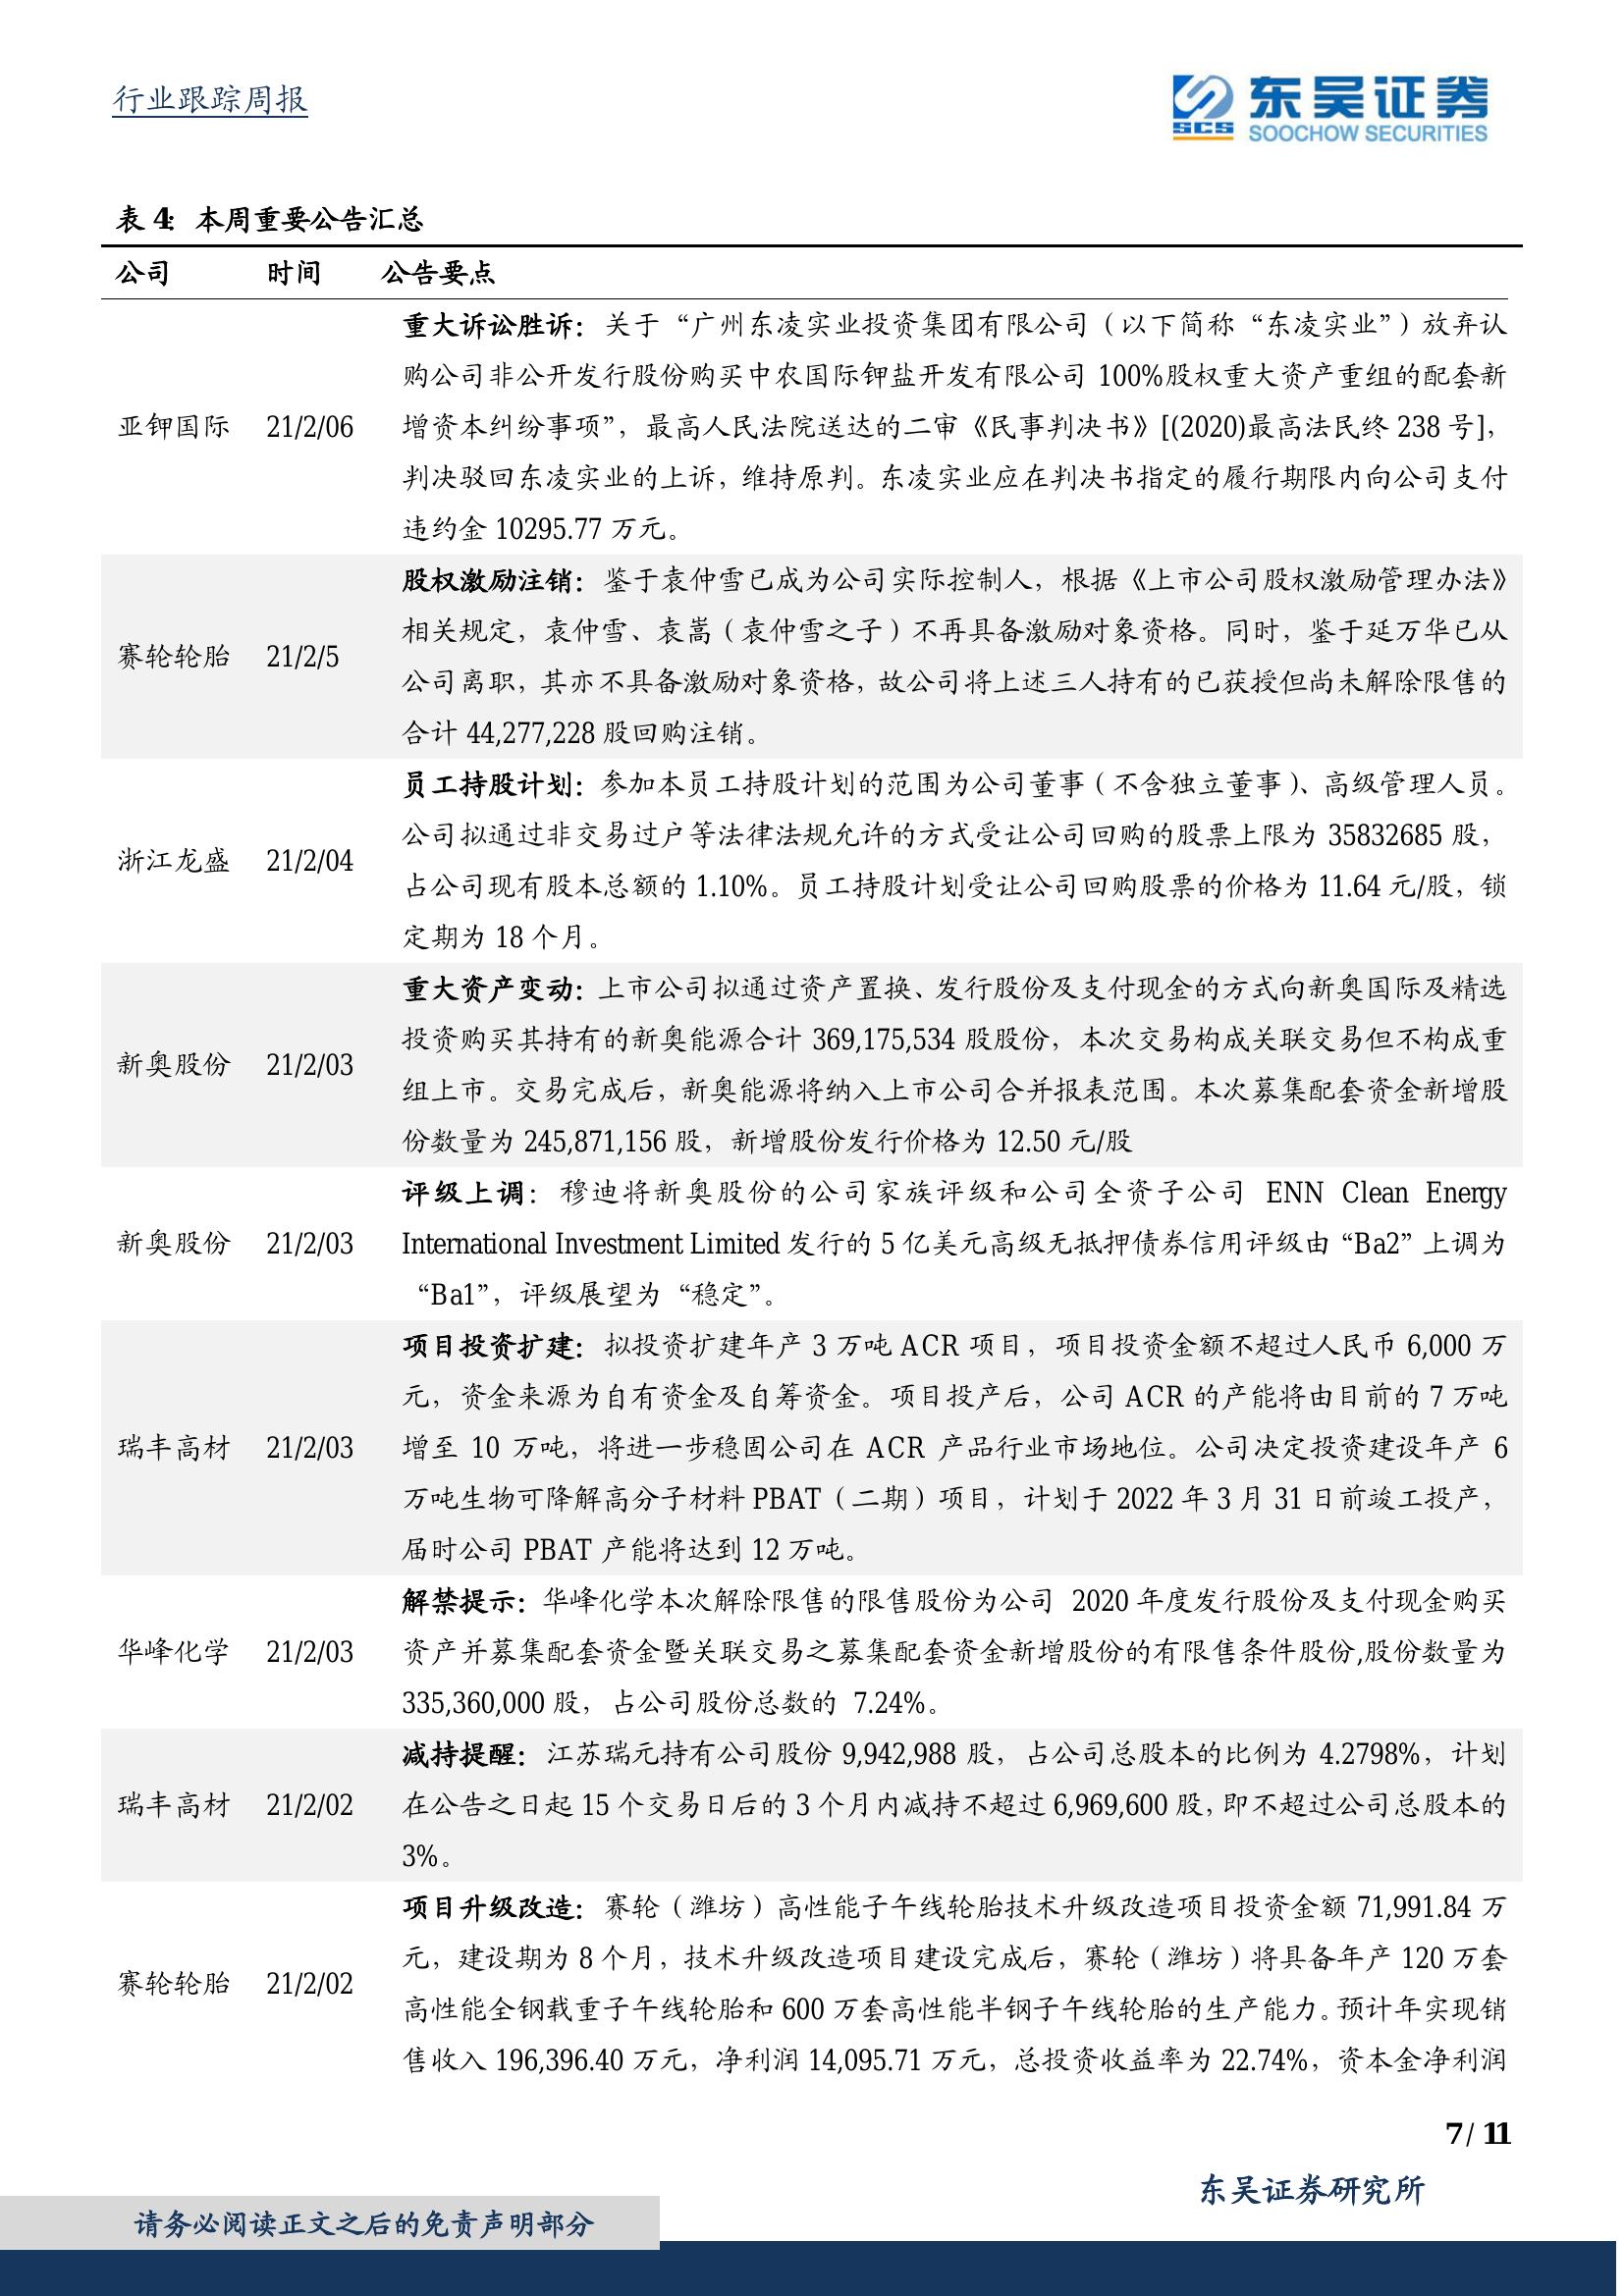 行业跟踪周报
SCS 东吴证券
SOOCHOW SECURITIES
表 4: 本周重要公告汇总
公司 时间 公告要点
重大诉讼胜诉：关于“广州东凌实业投资集团有限公司（以下简称“东凌实业”）放弃认
购公司非公开发行股份购买中农国际钾盐开发有限公司 100%股权重大资产重组的配套新
亚钾国际 21/2/06 增资本纠纷事项”，最高人民法院送达的二审《民事判决书》[(2020)最高法民终 238 号]，
判决驳回东凌实业的上诉，维持原判。东凌实业应在判决书指定的履行期限内向公司支付
违约金 10295.77 万元。
股权激励注销：鉴于袁仲雪已成为公司实际控制人，根据《上市公司股权激励管理办法》
相关规定，袁仲雪、袁嵩（袁仲雪之子）不再具备激励对象资格。同时，鉴于延万华已从
赛轮轮胎 21/2/5
公司离职，其亦不具备激励对象资格，故公司将上述三人持有的已获授但尚未解除限售的
合计 44,277,228 股回购注销。
员工持股计划：参加本员工持股计划的范围为公司董事（不含独立董事）、高级管理人员。
公司拟通过非交易过户等法律法规允许的方式受让公司回购的股票上限为 35832685 股，
浙江龙盛 21/2/04
占公司现有股本总额的 1.10%。员工持股计划受让公司回购股票的价格为 11.64 元/股，锁
定期为 18 个月。
重大资产变动：上市公司拟通过资产置换、发行股份及支付现金的方式向新奥国际及精选
投资购买其持有的新奥能源合计 369,175,534 股股份，本次交易构成关联交易但不构成重
新奥股份 21/2/03
组上市。交易完成后，新奥能源将纳入上市公司合并报表范围。本次募集配套资金新增股
份数量为 245,871,156 股，新增股份发行价格为 12.50 元/股
评级上调：穆迪将新奥股份的公司家族评级和公司全资子公司 ENN Clean Energy
新奥股份 21/2/03 International Investment Limited 发行的 5 亿美元高级无抵押债券信用评级由“Ba2”上调为
“Ba1”，评级展望为“稳定”。
项目投资扩建：拟投资扩建年产 3 万吨 ACR 项目，项目投资金额不超过人民币 6,000 万
元，资金来源为自有资金及自筹资金。项目投产后，公司 ACR 的产能将由目前的 7 万吨
瑞丰高材 21/2/03 增至 10 万吨，将进一步稳固公司在 ACR 产品行业市场地位。公司决定投资建设年产 6
万吨生物可降解高分子材料 PBAT（二期）项目，计划于 2022 年 3 月 31 日前竣工投产，
届时公司 PBAT 产能将达到 12 万吨。
解禁提示：华峰化学本次解除限售的限售股份为公司 2020 年度发行股份及支付现金购买
华峰化学 21/2/03 资产并募集配套资金暨关联交易之募集配套资金新增股份的有限售条件股份,股份数量为
335,360,000 股，占公司股份总数的 7.24%。
减持提醒：江苏瑞元持有公司股份 9,942,988 股，占公司总股本的比例为 4.2798%，计划
瑞丰高材 21/2/02 在公告之日起 15 个交易日后的 3 个月内减持不超过 6,969,600 股，即不超过公司总股本的
3%。
项目升级改造：赛轮（潍坊）高性能子午线轮胎技术升级改造项目投资金额 71,991.84 万
元，建设期为 8 个月，技术升级改造项目建设完成后，赛轮（潍坊）将具备年产 120 万套
赛轮轮胎 21/2/02
高性能全钢载重子午线轮胎和 600 万套高性能半钢子午线轮胎的生产能力。预计年实现销
售收入 196,396.40 万元，净利润 14,095.71 万元，总投资收益率为 22.74%，资本金净利润
7 / 11
东吴证券研究所
请务必阅读正文之后的免责声明部分